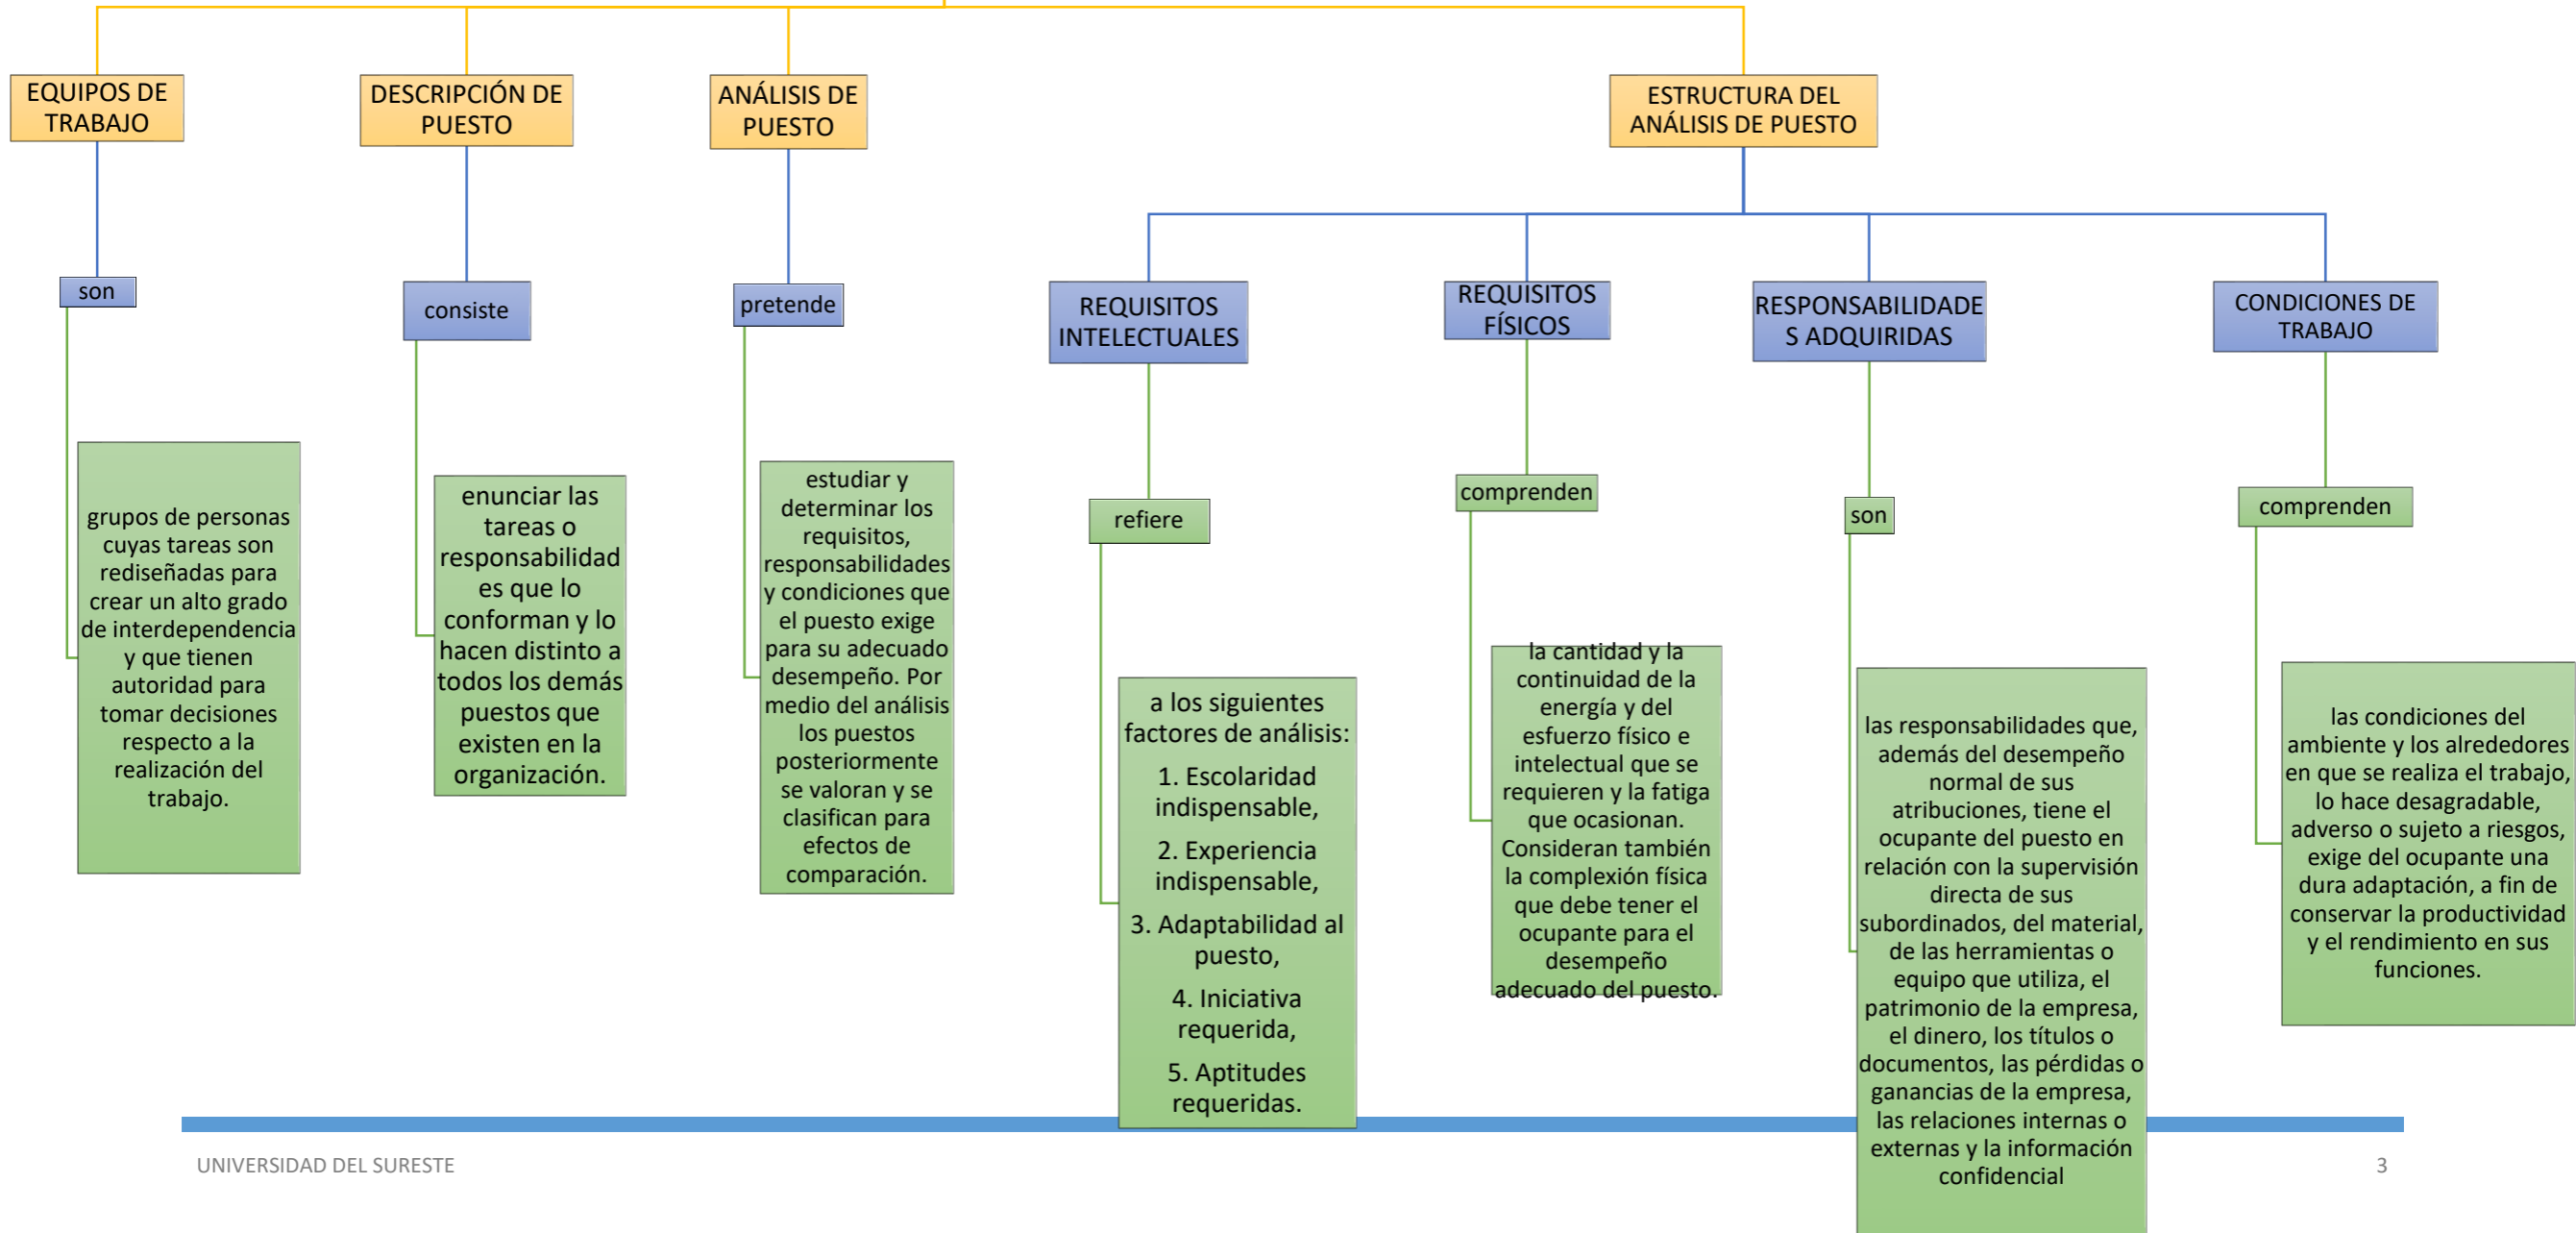 EQUIPOS DE
TRABAJO
son
grupos de personas
cuyas tareas son
rediseñadas para
crear un alto grado
de interdependencia
y que tienen
autoridad para
tomar decisiones
respecto a la
realización del
trabajo.
DESCRIPCIÓN DE
PUESTO
consiste
enunciar las
tareas o
responsabilidad
es que lo
conforman y lo
hacen distinto a
todos los demás
puestos que
existen en la
organización.
ANÁLISIS DE
PUESTO
pretende
estudiar y
determinar los
requisitos,
responsabilidades
y condiciones que
el puesto exige
para su adecuado
desempeño. Por
medio del análisis
los puestos
posteriormente
se valoran y se
clasifican para
efectos de
comparación.
ESTRUCTURA DEL
ANÁLISIS DE PUESTO
REQUISITOS
INTELECTUALES
refiere
a los siguientes
factores de análisis:
1. Escolaridad
indispensable,
2. Experiencia
indispensable,
3. Adaptabilidad al
puesto,
4. Iniciativa
requerida,
5. Aptitudes
requeridas.
REQUISITOS
FÍSICOS
comprenden
la cantidad y la
continuidad de la
energía y del
esfuerzo físico e
intelectual que se
requieren y la fatiga
que ocasionan.
Consideran también
la complexión física
que debe tener el
ocupante para el
desempeño
adecuado del puesto.
RESPONSABILIDADE
S ADQUIRIDAS
son
las responsabilidades que,
además del desempeño
normal de sus
atribuciones, tiene el
ocupante del puesto en
relación con la supervisión
directa de sus
subordinados, del material,
de las herramientas o
equipo que utiliza, el
patrimonio de la empresa,
el dinero, los títulos o
documentos, las pérdidas o
ganancias de la empresa,
las relaciones internas o
externas y la información
confidencial
CONDICIONES DE
TRABAJO
comprenden
las condiciones del
ambiente y los alrededores
en que se realiza el trabajo,
lo hace desagradable,
adverso o sujeto a riesgos,
exige del ocupante una
dura adaptación, a fin de
conservar la productividad
y el rendimiento en sus
funciones.
UNIVERSIDAD DEL SURESTE
3